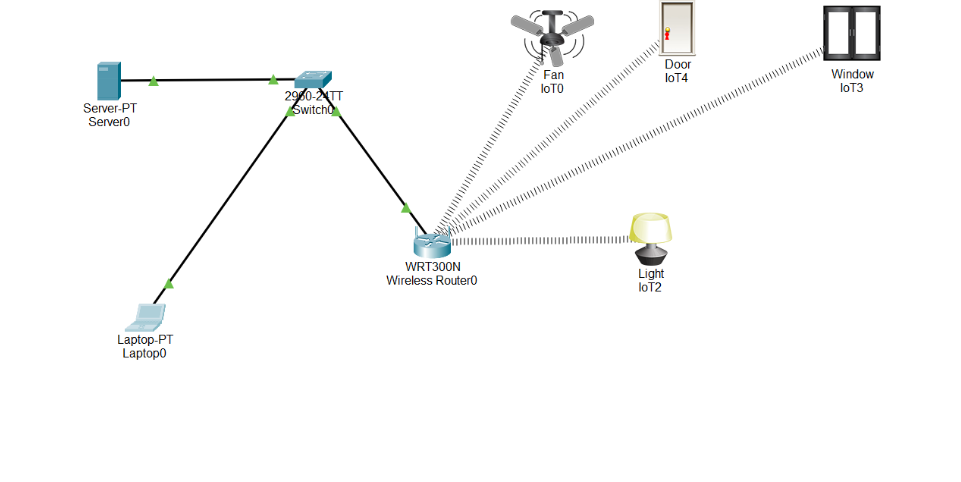 Fan
IoT0
Door
IoT4
Window
IoT3
Server-PT
Server0
2960-24TT
Switch0
Light
IoT2
WRT300N
Wireless Router0
Laptop-PT
Laptop0